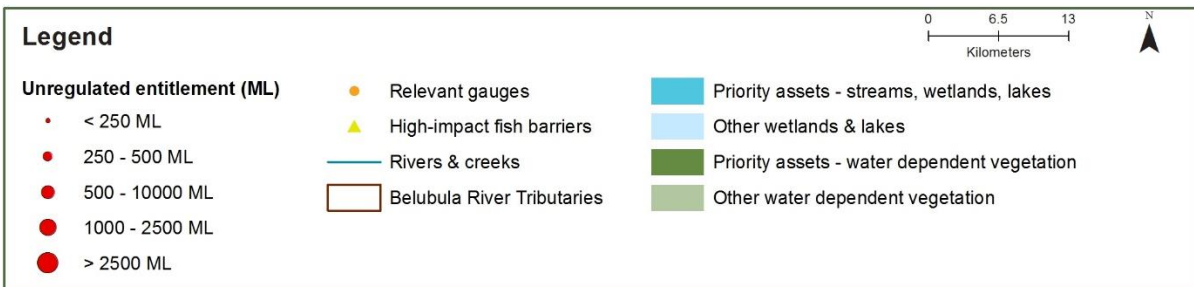 Legend
0 6.5 13
Kilometers
N
Unregulated entitlement (ML)
< 250 ML
250 - 500 ML
500 - 10000 ML
1000 - 2500 ML
> 2500 ML
Relevant gauges
High-impact fish barriers
Rivers & creeks
Belubula River Tributaries
Priority assets - streams, wetlands, lakes
Other wetlands & lakes
Priority assets - water dependent vegetation
Other water dependent vegetation